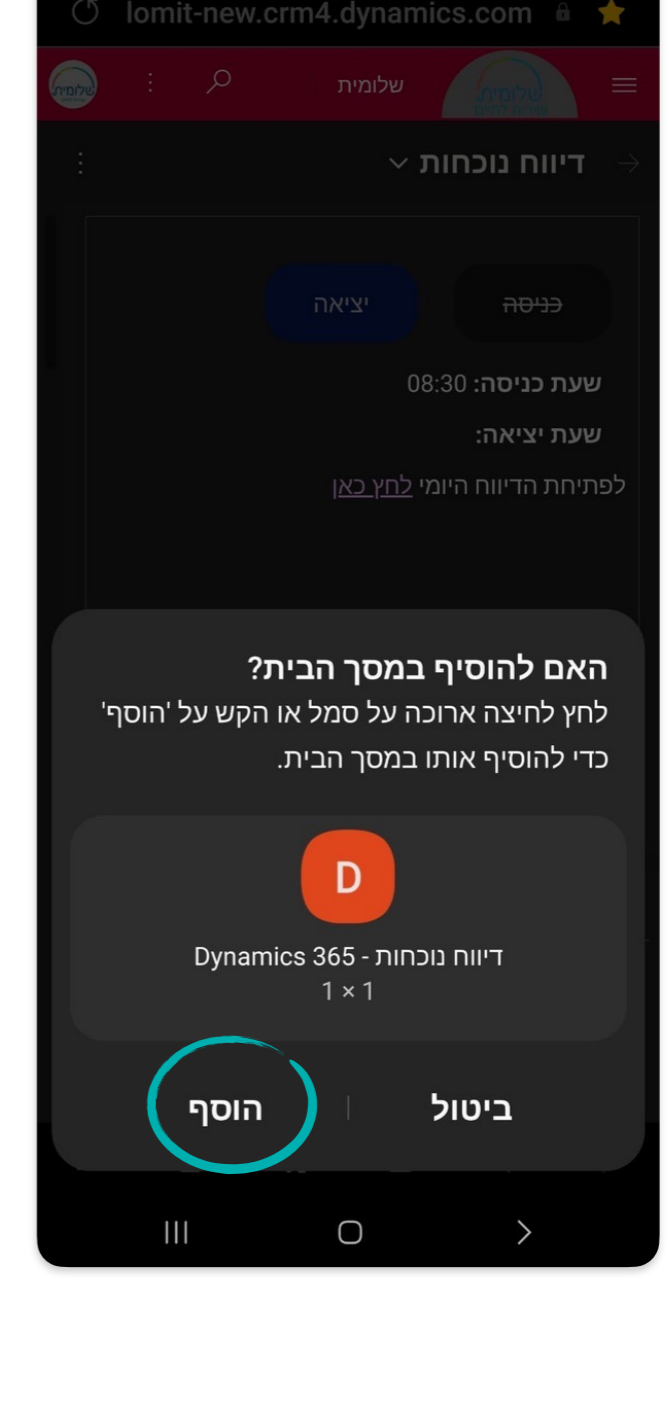 lomit-new.crm4.dynamics.com
שלומית
שלומית
שלומית
דיווח נוכחות
כניסה
יציאה
שעת כניסה: 08:30
שעת יציאה:
לפתיחת הדיווח היומי לחץ כאן
האם להוסיף במסך הבית?
לחץ לחיצה ארוכה על סמל או הקש על 'הוסף'
כדי להוסיף אותו במסך הבית.
D
דיווח נוכחות - Dynamics 365
1 × 1
ביטול
הוסף